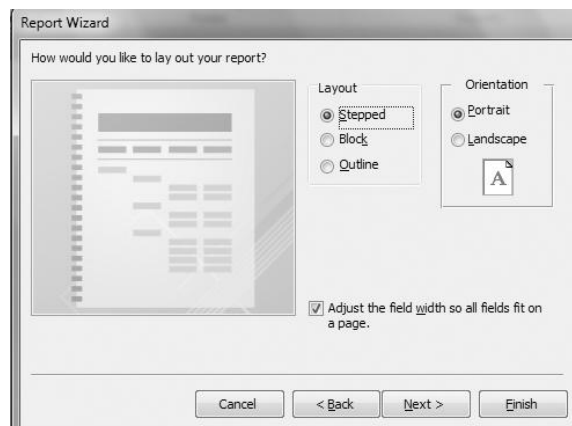 Report Wizard
How would you like to lay out your report?
Layout
Stepped
Block
Outline
Orientation
Portrait
Landscape
A
Adjust the field width so all fields fit on
a page.
Cancel
< Back
Next >
Finish